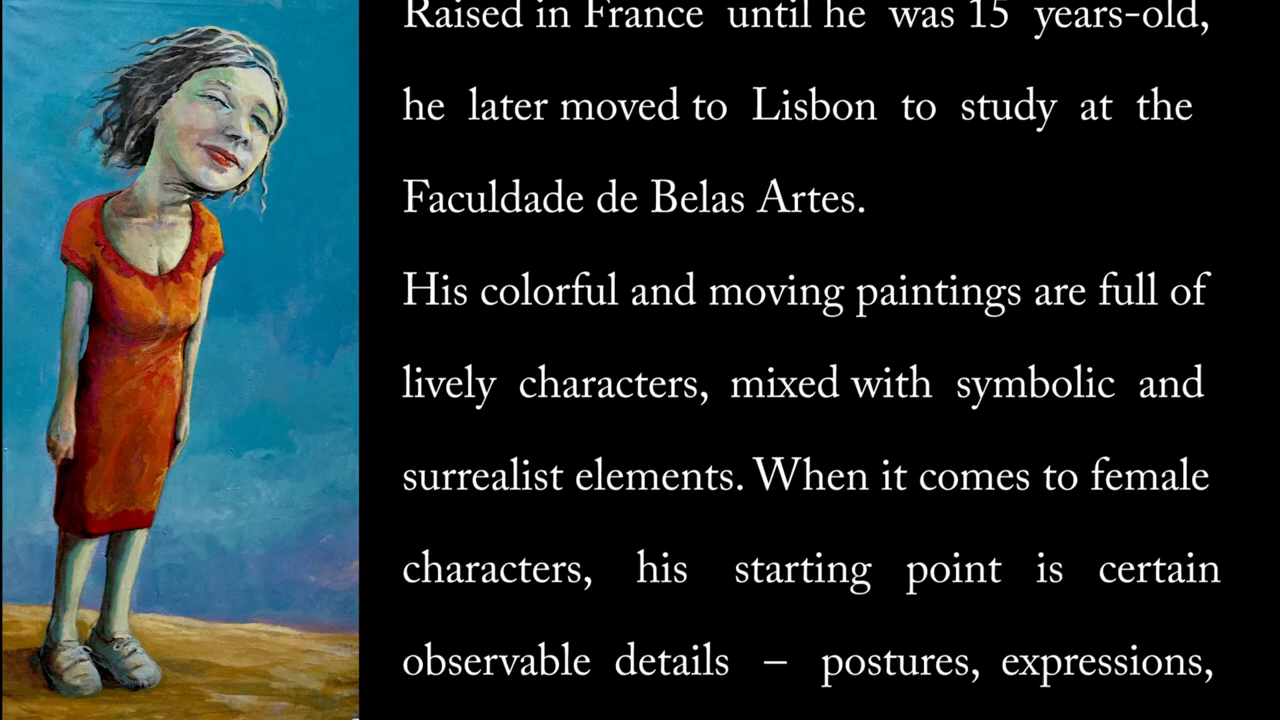 Raised in France until he was 15 years-old,
he later moved to Lisbon to study at the
Faculdade de Belas Artes.
His colorful and moving paintings are full of
lively characters, mixed with symbolic and
surrealist elements. When it comes to female
characters, his starting point is certain
observable details – postures, expressions,